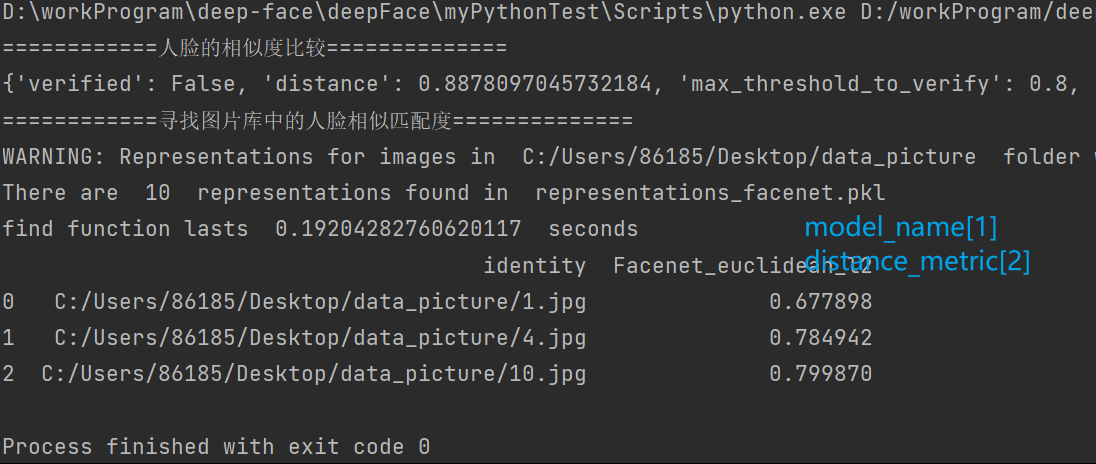 D:\workProgram\deep-face\deepFace\myPythonTest\Scripts\python.exe D:/workProgram/dee
============人脸的相似度比较==============
{'verified': False, 'distance': 0.8878097045732184, 'max_threshold_to_verify': 0.8,
============寻找图片库中的人脸相似匹配度==============
WARNING: Representations for images in  C:/Users/86185/Desktop/data_picture  folder
There are  10  representations found in  representations_facenet.pkl
find function lasts  0.19204282760620117  seconds
model_name[1]
distance_metric[2]
identity  Facenet_euclidean_l2
0   C:/Users/86185/Desktop/data_picture/1.jpg              0.677898
1   C:/Users/86185/Desktop/data_picture/4.jpg              0.784942
2  C:/Users/86185/Desktop/data_picture/10.jpg              0.799870
Process finished with exit code 0